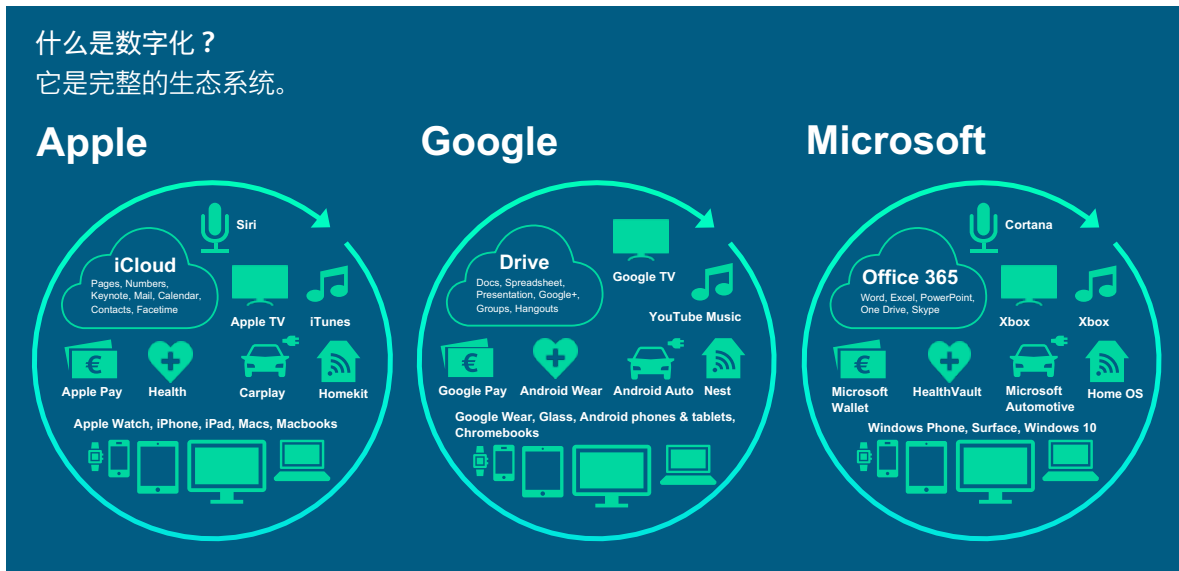 什么是数字化？
它是完整的生态系统。
Apple
Google
Microsoft
Siri
iCloud
Pages, Numbers,
Keynote, Mail, Calendar,
Contacts, Facetime
Apple TV
iTunes
Apple Pay
Health
Carplay
Homekit
Apple Watch, iPhone, iPad, Macs, Macbooks
Drive
Docs, Spreadsheet,
Presentation, Google+,
Groups, Hangouts
Google TV
YouTube Music
Google Pay
Android Wear
Android Auto
Nest
Google Wear, Glass, Android phones & tablets,
Chromebooks
Cortana
Office 365
Word, Excel, PowerPoint,
One Drive, Skype
Xbox
Xbox
Microsoft
Wallet
HealthVault
Microsoft
Automotive
Home OS
Windows Phone, Surface, Windows 10
€
€
€